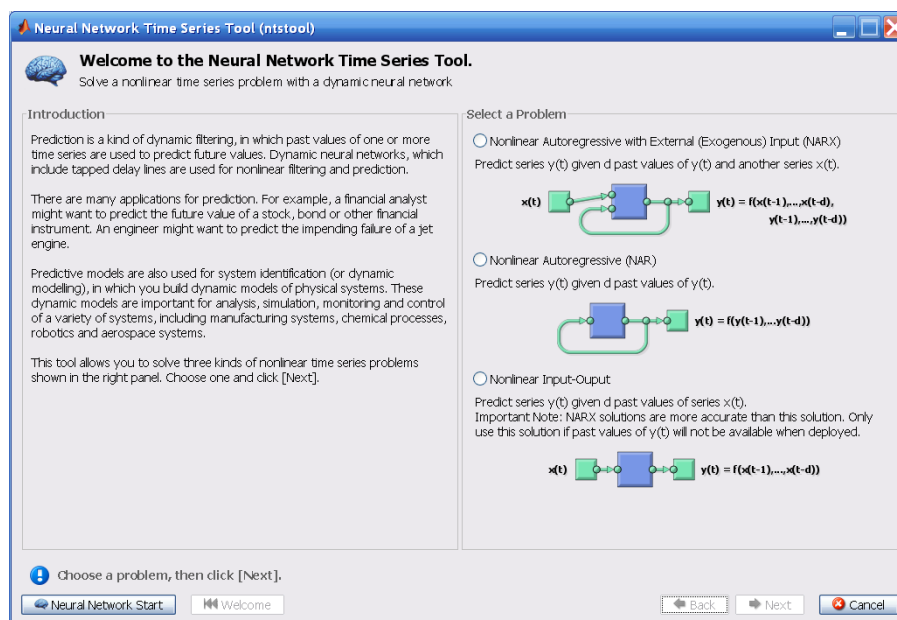 Neural Network Time Series Tool (ntstool)
Welcome to the Neural Network Time Series Tool.
Solve a nonlinear time series problem with a dynamic neural network
Introduction
Prediction is a kind of dynamic filtering, in which past values of one or more
time series are used to predict future values. Dynamic neural networks, which
include tapped delay lines are used for nonlinear filtering and prediction.
There are many applications for prediction. For example, a financial analyst
might want to predict the future value of a stock, bond or other financial
instrument. An engineer might want to predict the impending failure of a jet
engine.
Predictive models are also used for system identification (or dynamic
modelling), in which you build dynamic models of physical systems. These
dynamic models are important for analysis, simulation, monitoring and control
of a variety of systems, including manufacturing systems, chemical processes,
robotics and aerospace systems.
This tool allows you to solve three kinds of nonlinear time series problems
shown in the right panel. Choose one and click [Next].
Select a Problem
Nonlinear Autoregressive with External (Exogenous) Input (NARX)
Predict series y(t) given d past values of y(t) and another series x(t).
x(t)
y(t) = f(x(t-1),...,x(t-d),
y(t-1),...,y(t-d))
Nonlinear Autoregressive (NAR)
Predict series y(t) given d past values of y(t).
y(t) = f(y(t-1),...y(t-d))
Nonlinear Input-Ouput
Predict series y(t) given d past values of series x(t).
Important Note: NARX solutions are more accurate than this solution. Only
use this solution if past values of y(t) will not be available when deployed.
x(t)
y(t) = f(x(t-1),...,x(t-d))
Choose a problem, then click [Next].
Neural Network Start
Welcome
Back
Next
Cancel